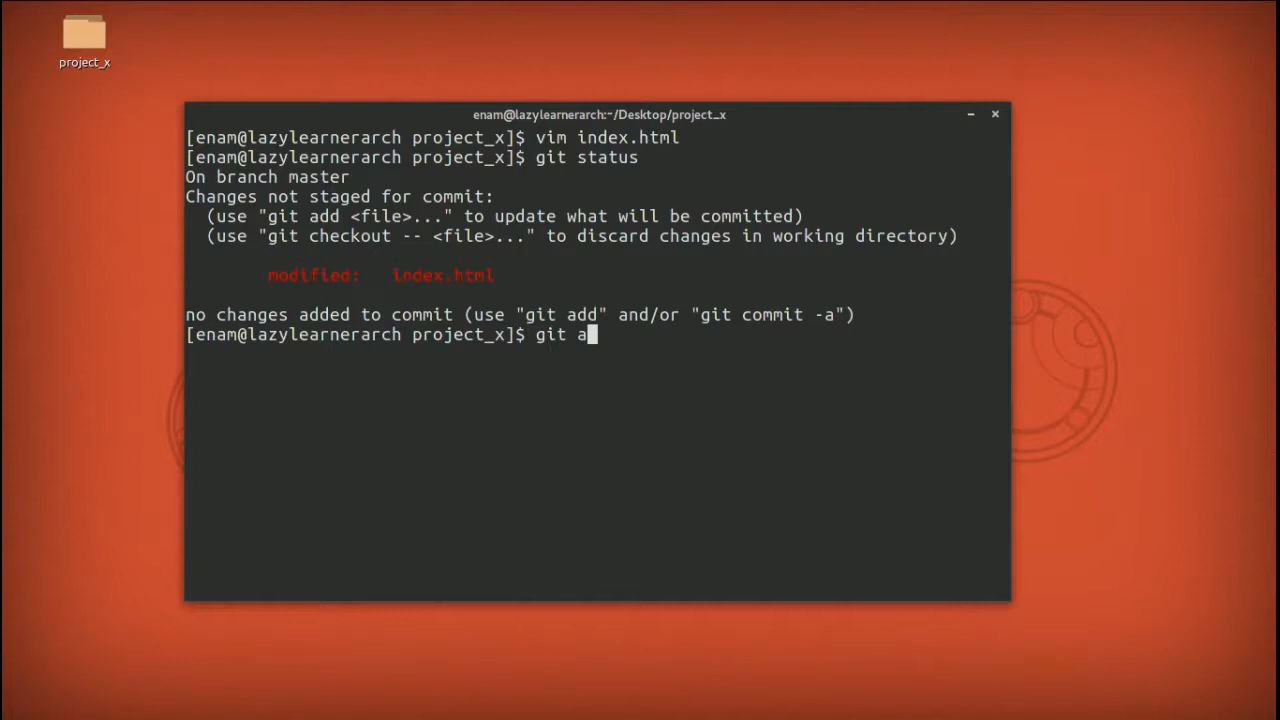 project_x
enam@lazylearnerarch:~/Desktop/project_x
[enam@lazylearnerarch project_x]$ vim index.html
[enam@lazylearnerarch project_x]$ git status
On branch master
Changes not staged for commit:
  (use "git add <file>..." to update what will be committed)
  (use "git checkout -- <file>..." to discard changes in working directory)
        modified:   index.html
no changes added to commit (use "git add" and/or "git commit -a")
[enam@lazylearnerarch project_x]$ git a